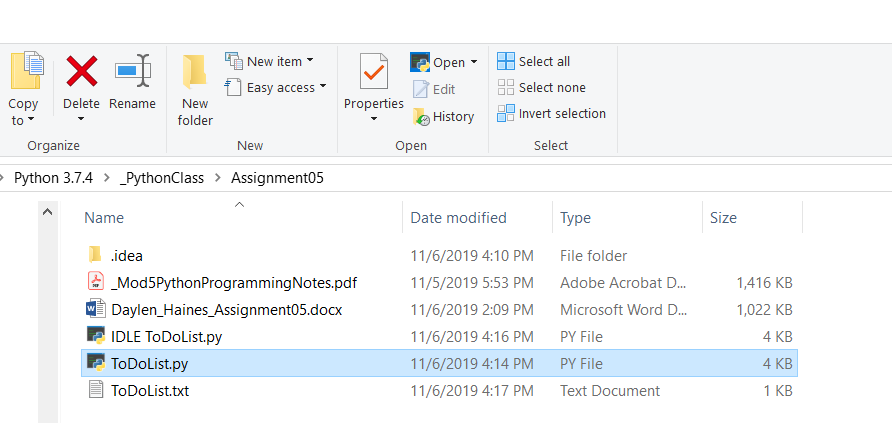 Copy to
Delete
Rename
New folder
New item
Easy access
Properties
Open
Edit
History
Select all
Select none
Invert selection
Organize
New
Open
Select
Python 3.7.4 > _PythonClass > Assignment05
Name Date modified Type Size
.idea 11/6/2019 4:10 PM File folder
_Mod5PythonProgrammingNotes.pdf 11/5/2019 5:53 PM Adobe Acrobat D... 1,416 KB
Daylen_Haines_Assignment05.docx 11/6/2019 2:09 PM Microsoft Word D... 1,022 KB
IDLE ToDoList.py 11/6/2019 4:16 PM PY File 4 KB
ToDoList.py 11/6/2019 4:14 PM PY File 4 KB
ToDoList.txt 11/6/2019 4:17 PM Text Document 1 KB